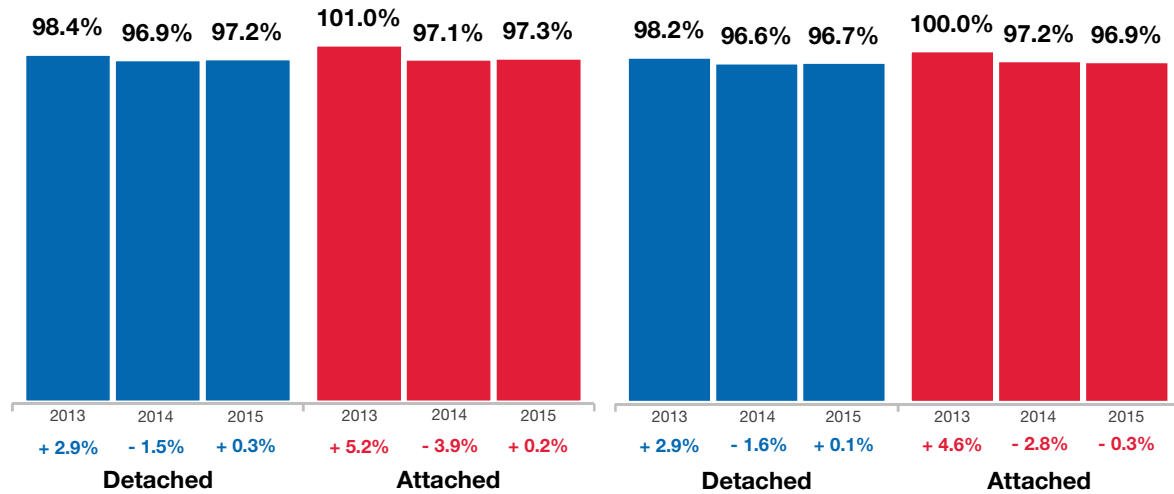 98.4% 96.9% 97.2% 101.0% 97.1% 97.3%
2013 2014 2015 2013 2014 2015
+ 2.9% - 1.5% + 0.3% + 5.2% - 3.9% + 0.2%
Detached Attached
98.2% 96.6% 96.7% 100.0% 97.2% 96.9%
2013 2014 2015 2013 2014 2015
+ 2.9% - 1.6% + 0.1% + 4.6% - 2.8% - 0.3%
Detached Attached